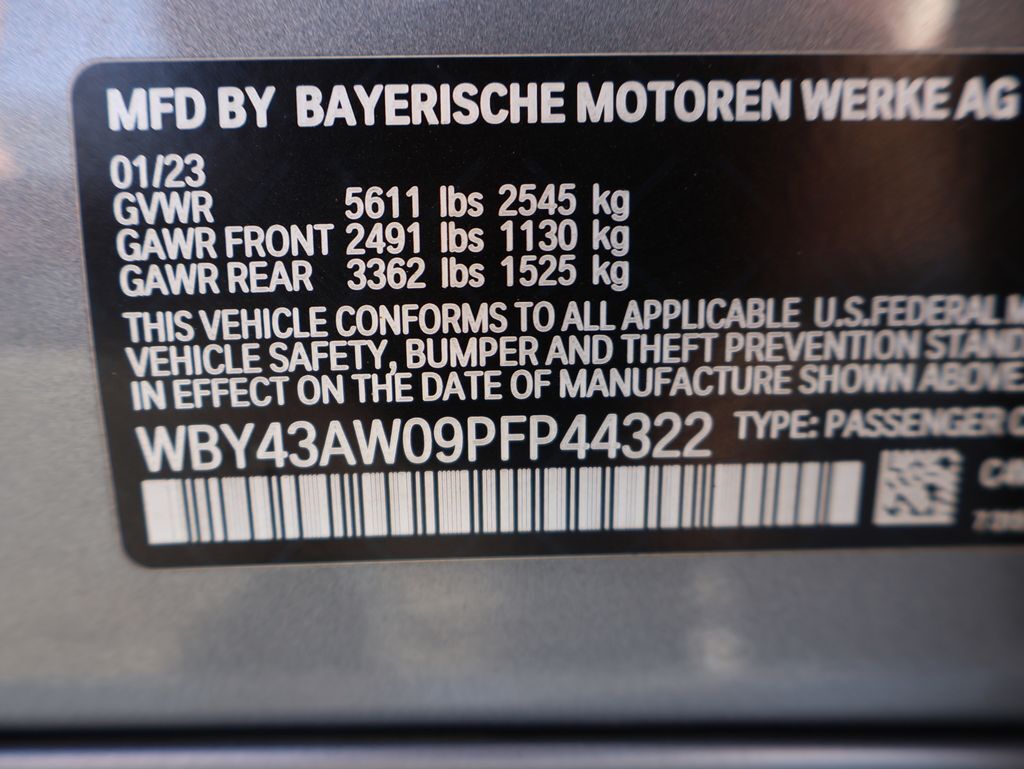 MFD BY BAYERISCHE MOTOREN WERKE AG
01/23
GVWR 5611 lbs 2545 kg
GAWR FRONT 2491 lbs 1130 kg
GAWR REAR 3362 lbs 1525 kg
THIS VEHICLE CONFORMS TO ALL APPLICABLE U.S.FEDERAL M
VEHICLE SAFETY, BUMPER AND THEFT PREVENTION STAND
IN EFFECT ON THE DATE OF MANUFACTURE SHOWN ABOVE
WBY43AW09PFP44322 TYPE: PASSENGER C